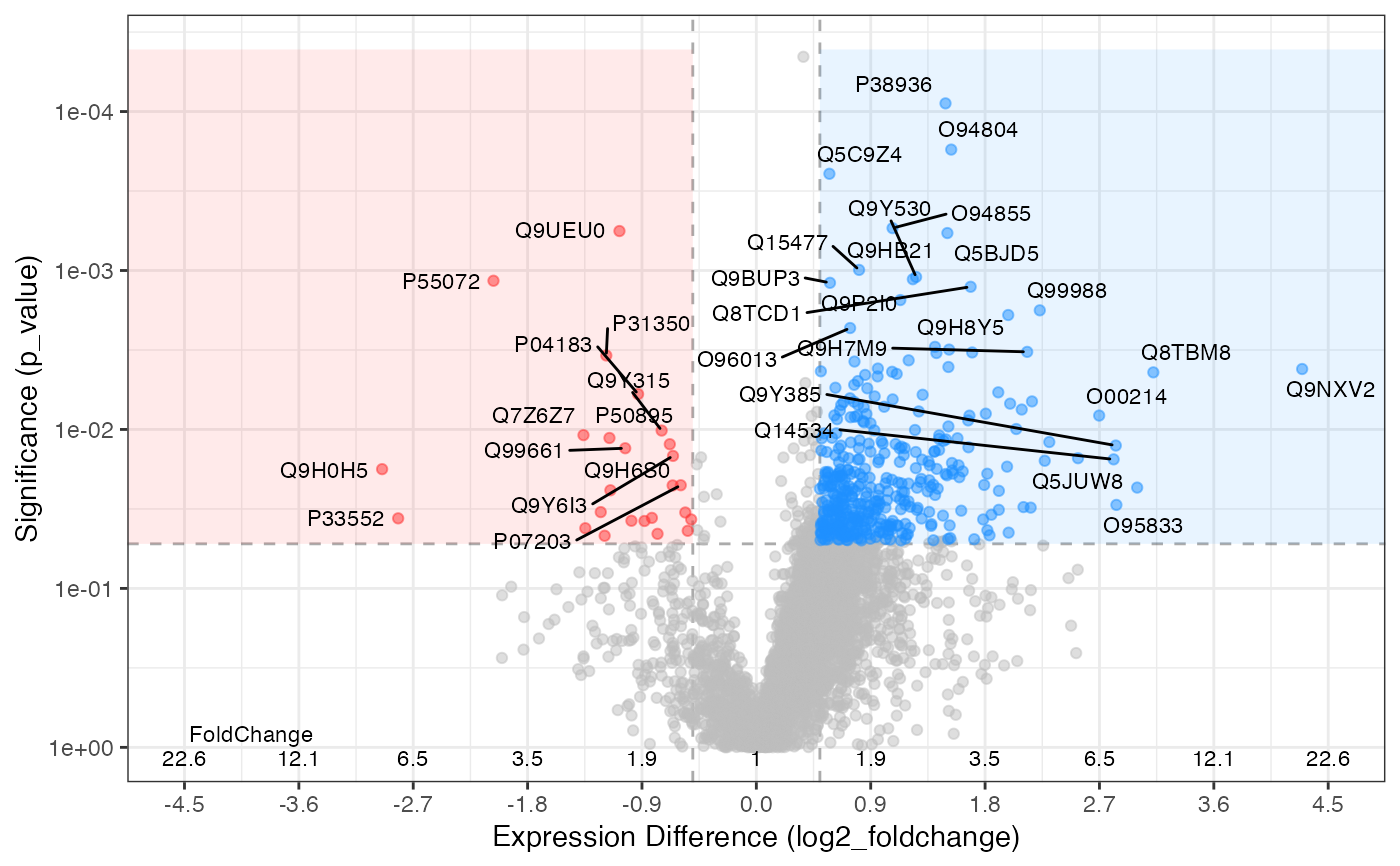 P38936
1e-04
O94804
Q5C9Z4
Q9Y530
O94855
Q9UEU0
Q15477
Q9HB21
Q5BJD5
1e-03
P55072
Q9BUP3
Q99988
Q9P2I0
Q8TCD1
P31350
Q9H8Y5
P04183
Q9H7M9
Q8TBM8
O96013
Q9Y315
Q9NXV2
Q9Y385
O00214
Q7Z6Z7
P50895
1e-02
Q14534
Q99661
Q9H0H5
Q9H6S0
Q5JUW8
Q9Y6I3
P33552
O95833
P07203
1e-01
FoldChange
1e+00
22.6 12.1 6.5 3.5 1.9 1 1.9 3.5 6.5 12.1 22.6
-4.5 -3.6 -2.7 -1.8 -0.9 0.0 0.9 1.8 2.7 3.6 4.5
Expression Difference (log2_foldchange)
Significance (p_value)